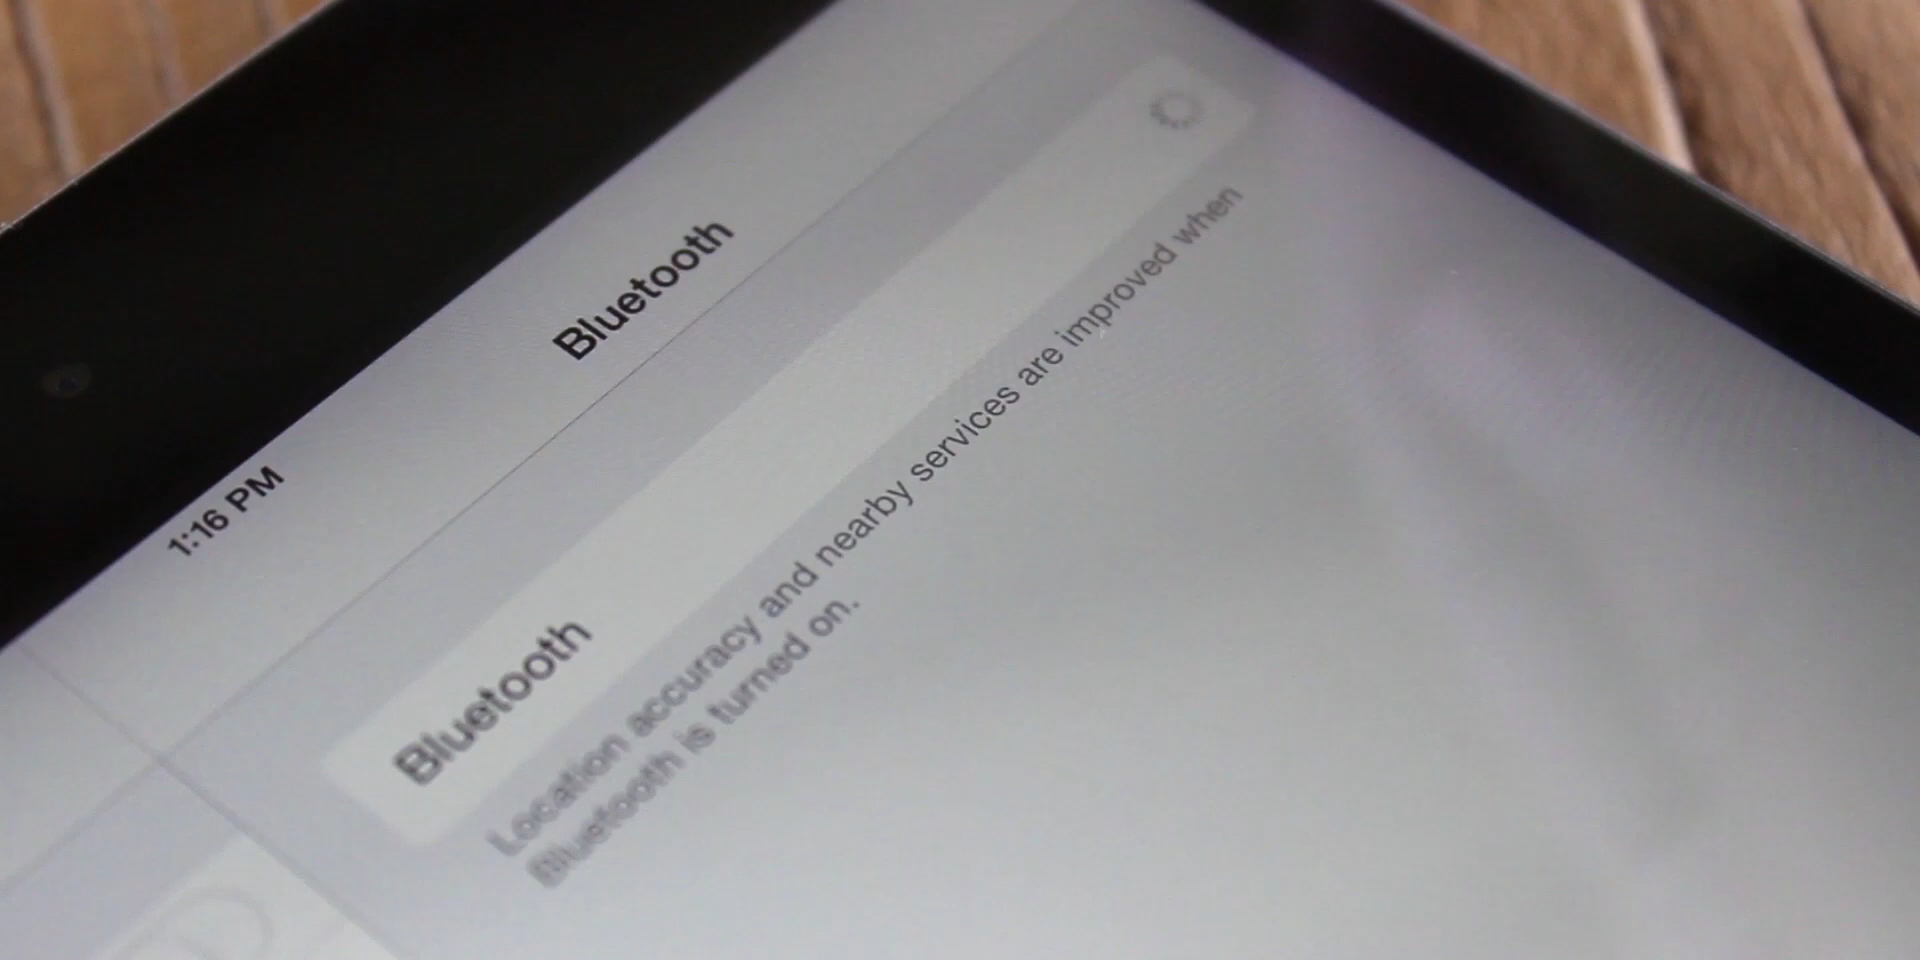 1:16 PM
Bluetooth
Bluetooth
Location accuracy and nearby services are improved when
Bluetooth is turned on.